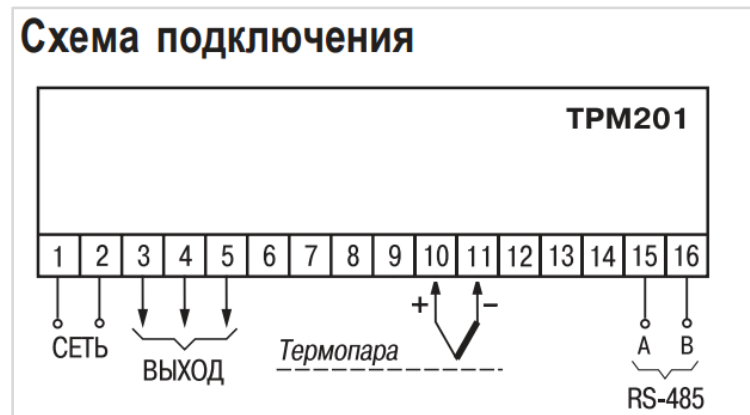 Схема подключения
ТРМ201
1 2 3 4 5 6 7 8 9 10 11 12 13 14 15 16
+ −
СЕТЬ
ВЫХОД
Термопара
A B
RS-485